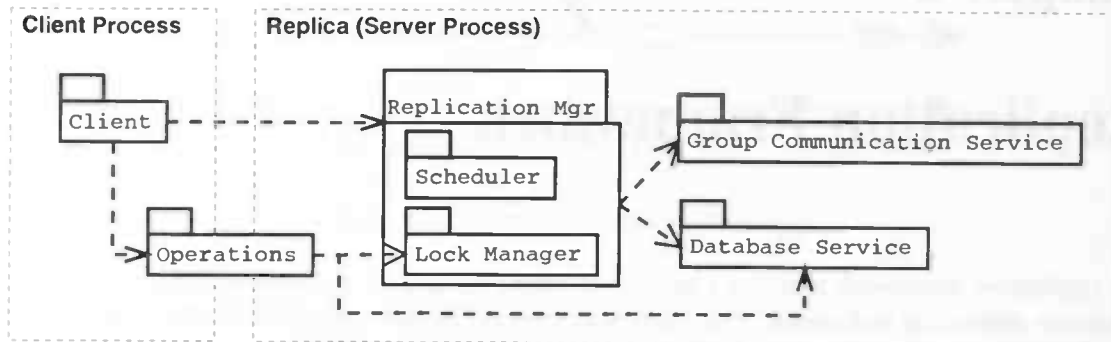 Client Process
Replica (Server Process)
Client
Replication Mgr
Group Communication Service
Scheduler
Operations
Lock Manager
Database Service